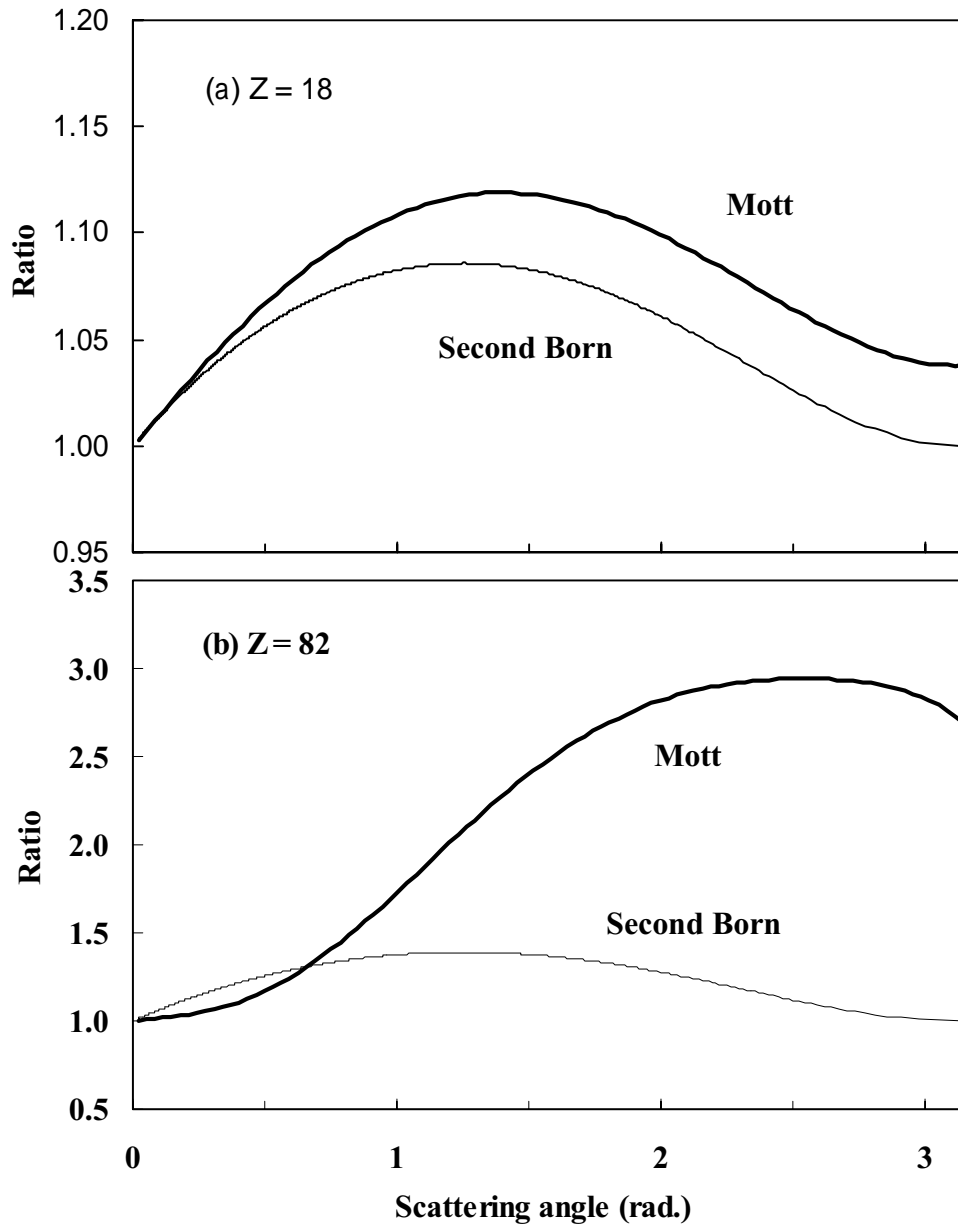 1.20
(a) Z = 18
1.15
Mott
1.10
Ratio
Second Born
1.05
1.00
0.95
3.5
(b) Z = 82
3.0
Mott
2.5
2.0
Ratio
Second Born
1.5
1.0
0.5
0 1 2 3
Scattering angle (rad.)